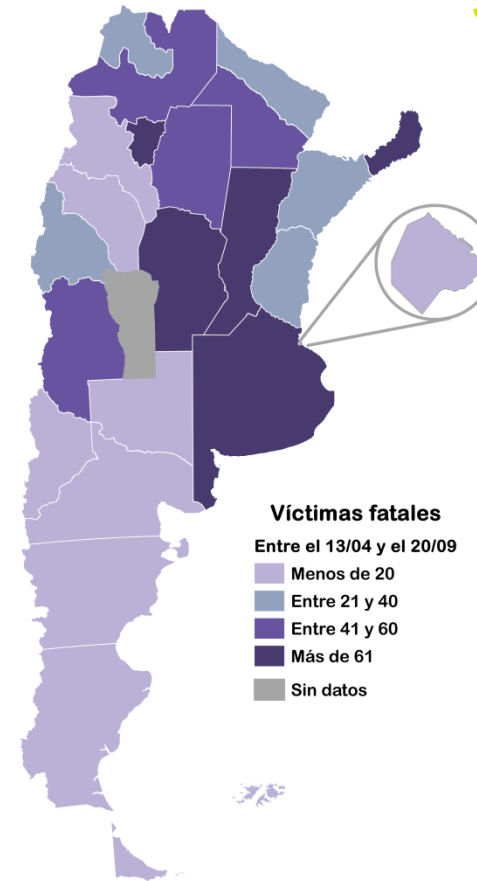 Víctimas fatales
Entre el 13/04 y el 20/09
Menos de 20
Entre 21 y 40
Entre 41 y 60
Más de 61
Sin datos